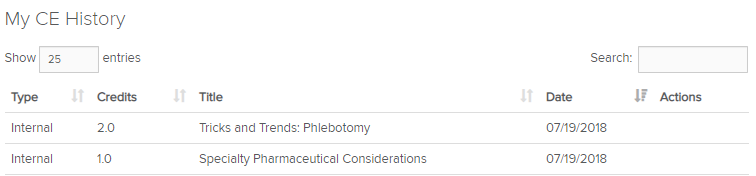 My CE History
Show 25 entries Search:
Type Credits Title Date Actions
Internal 2.0 Tricks and Trends: Phlebotomy 07/19/2018
Internal 1.0 Specialty Pharmaceutical Considerations 07/19/2018